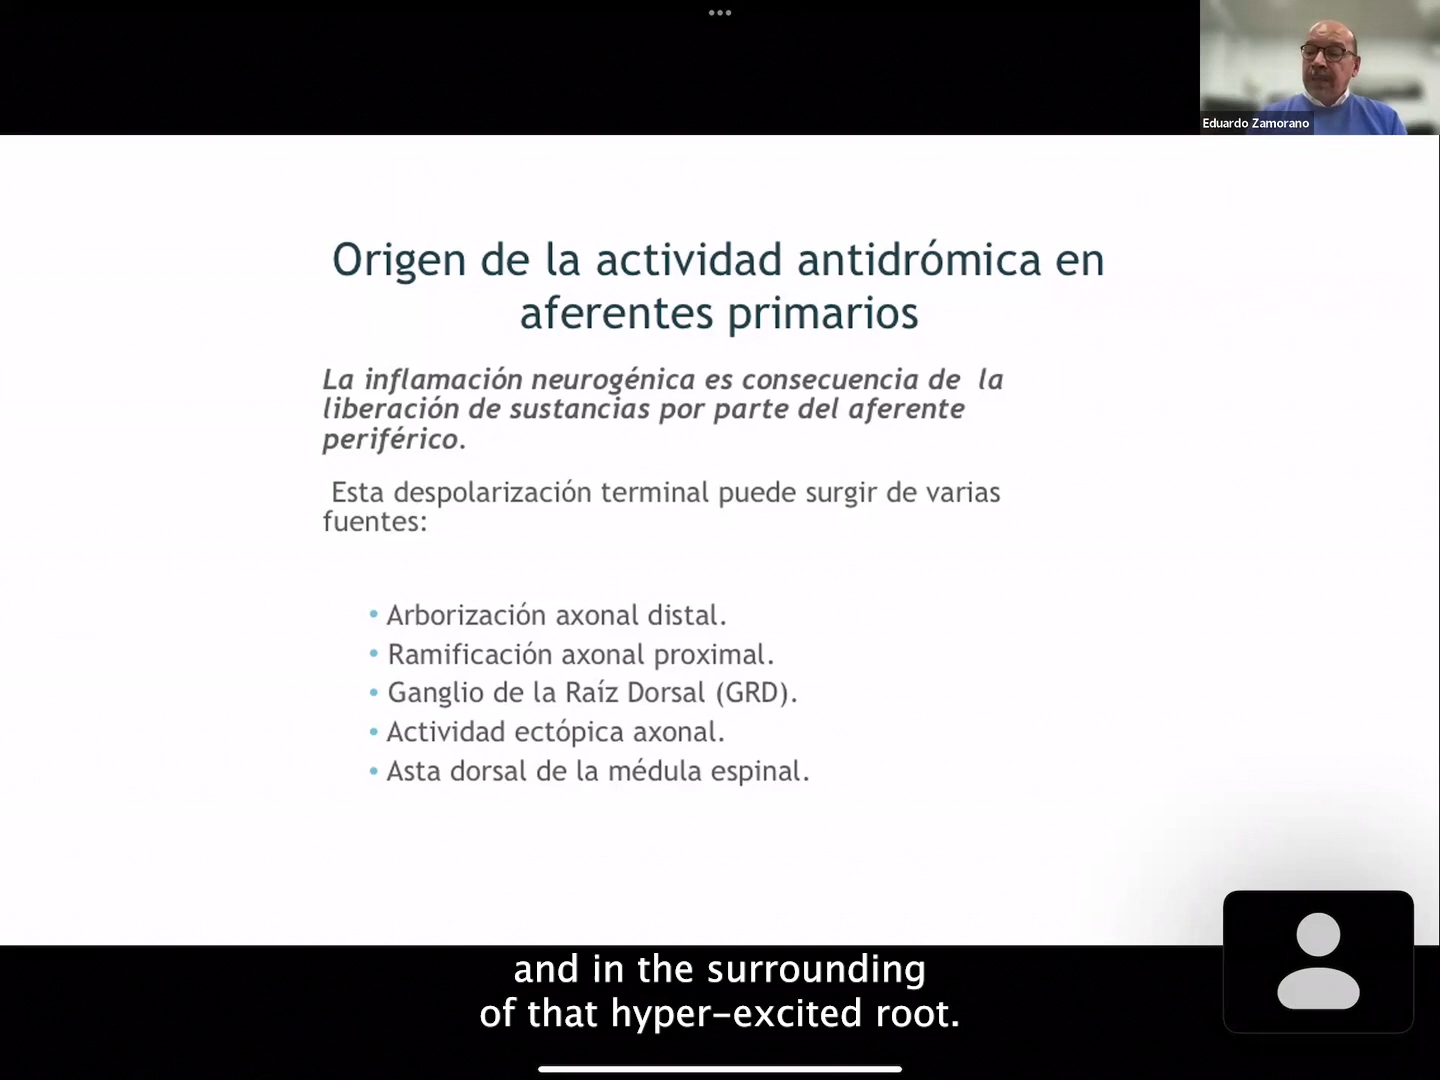 Eduardo Zamorano
Origen de la actividad antidrómica en
aferentes primarios
La inflamación neurogénica es consecuencia de  la
liberación de sustancias por parte del aferente
periférico.
Esta despolarización terminal puede surgir de varias
fuentes:
• Arborización axonal distal.
• Ramificación axonal proximal.
• Ganglio de la Raíz Dorsal (GRD).
• Actividad ectópica axonal.
• Asta dorsal de la médula espinal.
and in the surrounding
of that hyper-excited root.